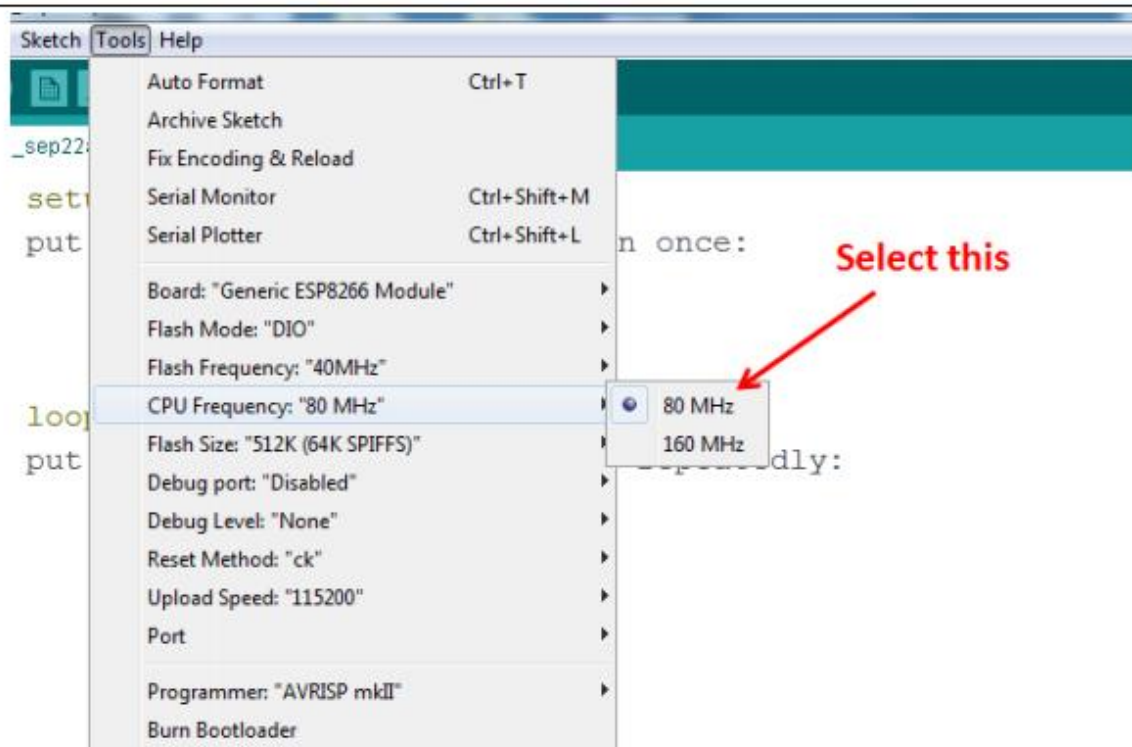 Sketch Tools Help
Auto Format Ctrl+T
Archive Sketch
_sep22
Fix Encoding & Reload
Serial Monitor Ctrl+Shift+M
Serial Plotter Ctrl+Shift+L
put n once:
Select this
Board: "Generic ESP8266 Module"
Flash Mode: "DIO"
Flash Frequency: "40MHz"
CPU Frequency: "80 MHz" 80 MHz
loop
Flash Size: "512K (64K SPIFFS)" 160 MHz
put repeatedly:
Debug port: "Disabled"
Debug Level: "None"
Reset Method: "ck"
Upload Speed: "115200"
Port
Programmer: "AVRISP mkII"
Burn Bootloader